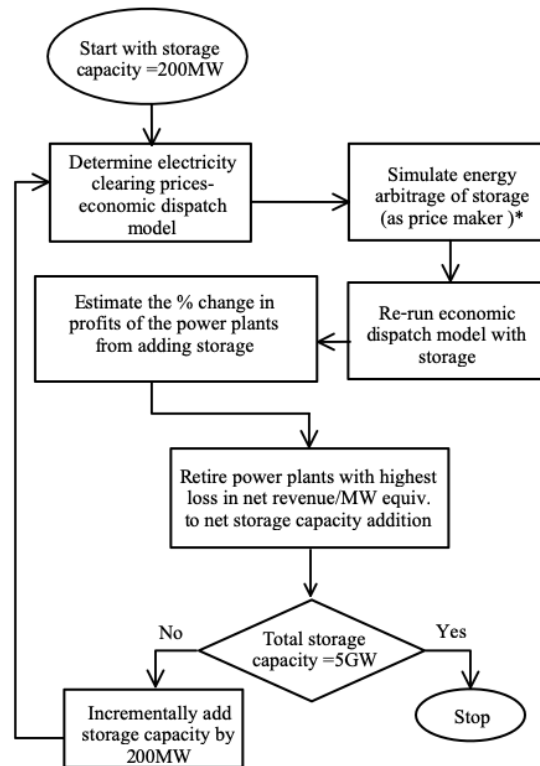 Start with storage
capacity =200MW
Determine electricity
clearing prices-
economic dispatch
model
Simulate energy
arbitrage of storage
(as price maker )*
Re-run economic
dispatch model with
storage
Estimate the % change in
profits of the power plants
from adding storage
Retire power plants with highest
loss in net revenue/MW equiv.
to net storage capacity addition
Total storage
capacity =5GW
No
Yes
Incrementally add
storage capacity by
200MW
Stop